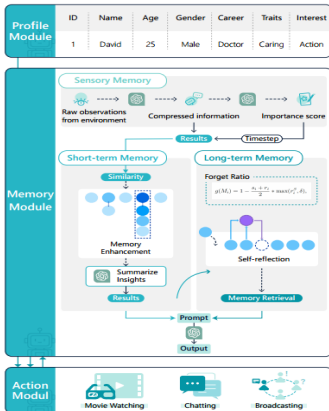 Profile Module
ID Name Age Gender Career Traits Interest
1 David 25 Male Doctor Caring Action
Memory Module
Sensory Memory
Raw observations from environment
Compressed information
Importance score
Results
Timestep
Short-term Memory
Similarity
Memory Enhancement
Summarize Insights
Results
Long-term Memory
Forget Ratio
Self-reflection
Memory Retrieval
Prompt
Output
Action Modul
Movie Watching
Chatting
Broadcasting